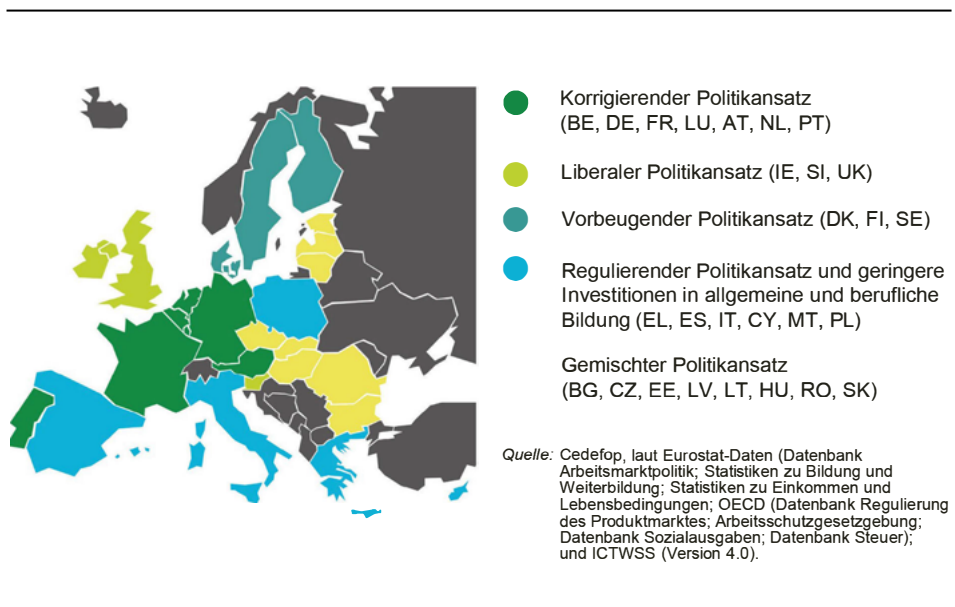 Korrigierender Politikansatz
(BE, DE, FR, LU, AT, NL, PT)
Liberaler Politikansatz (IE, SI, UK)
Vorbeugender Politikansatz (DK, FI, SE)
Regulierender Politikansatz und geringere
Investitionen in allgemeine und berufliche
Bildung (EL, ES, IT, CY, MT, PL)
Gemischter Politikansatz
(BG, CZ, EE, LV, LT, HU, RO, SK)
Quelle: Cedefop, laut Eurostat-Daten (Datenbank
Arbeitsmarktpolitik; Statistiken zu Bildung und
Weiterbildung; Statistiken zu Einkommen und
Lebensbedingungen; OECD (Datenbank Regulierung
des Produktmarktes; Arbeitsschutzgesetzgebung;
Datenbank Sozialausgaben; Datenbank Steuer);
und ICTWSS (Version 4.0).